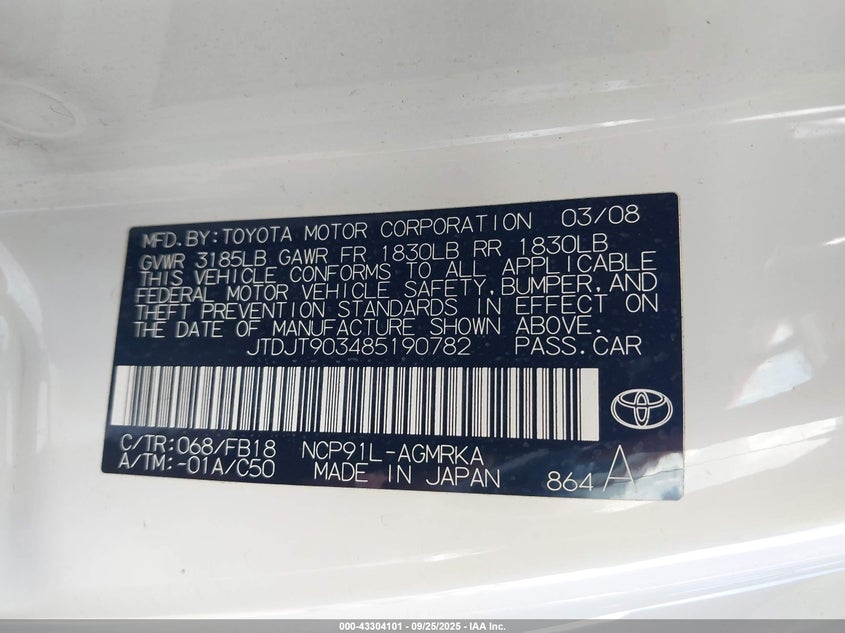 MFD.BY:TOYOTA MOTOR CORPORATION 03/08
GVWR 3185LB GAWR FR 1830LB RR 1830LB
THIS VEHICLE CONFORMS TO ALL APPLICABLE
FEDERAL MOTOR VEHICLE SAFETY,BUMPER,AND
THEFT PREVENTION STANDARDS IN EFFECT ON
THE DATE OF MANUFACTURE SHOWN ABOVE.
JTDJT903485190782 PASS.CAR
C/TR:068/FB18 NCP91L-AGMRKA
A/TM:-01A/C50 MADE IN JAPAN 864 A
000-43304101 - 09/25/2025 - IAA Inc.